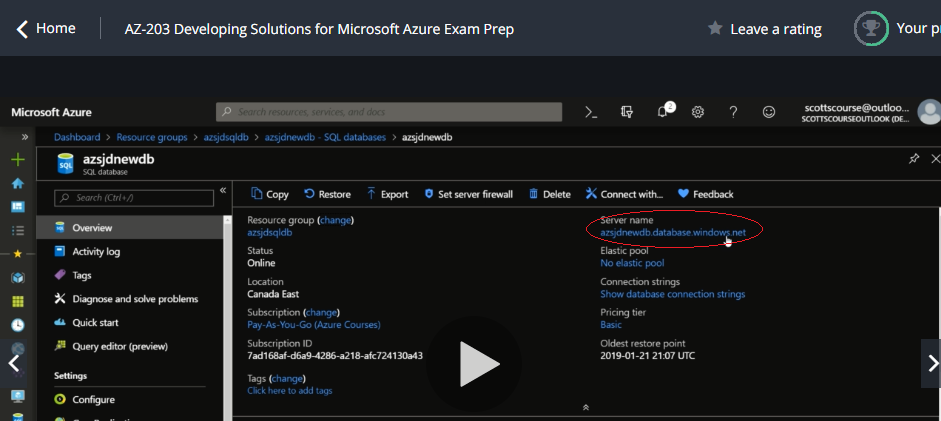 Home
AZ-203 Developing Solutions for Microsoft Azure Exam Prep
Leave a rating
Your p
Microsoft Azure
Search resources, services, and docs
2
scottscourse@outloo...
SCOTTSCOURSEOUTLOOK (DE...
Dashboard > Resource groups > azsjdsqldb > azsjdnewdb - SQL databases > azsjdnewdb
SQL
azsjdnewdb
SQL database
Search (Ctrl+/)
Overview
Activity log
Tags
Diagnose and solve problems
Quick start
Query editor (preview)
Settings
Configure
Copy
Restore
Export
Set server firewall
Delete
Connect with...
Feedback
Resource group (change)
azsjdsqldb
Status
Online
Location
Canada East
Subscription (change)
Pay-As-You-Go (Azure Courses)
Subscription ID
7ad168af-d6a9-4286-a218-afc724130a43
Tags (change)
Click here to add tags
Server name
azsjdnewdb.database.windows.net
Elastic pool
No elastic pool
Connection strings
Show database connection strings
Pricing tier
Basic
Oldest restore point
2019-01-21 21:07 UTC